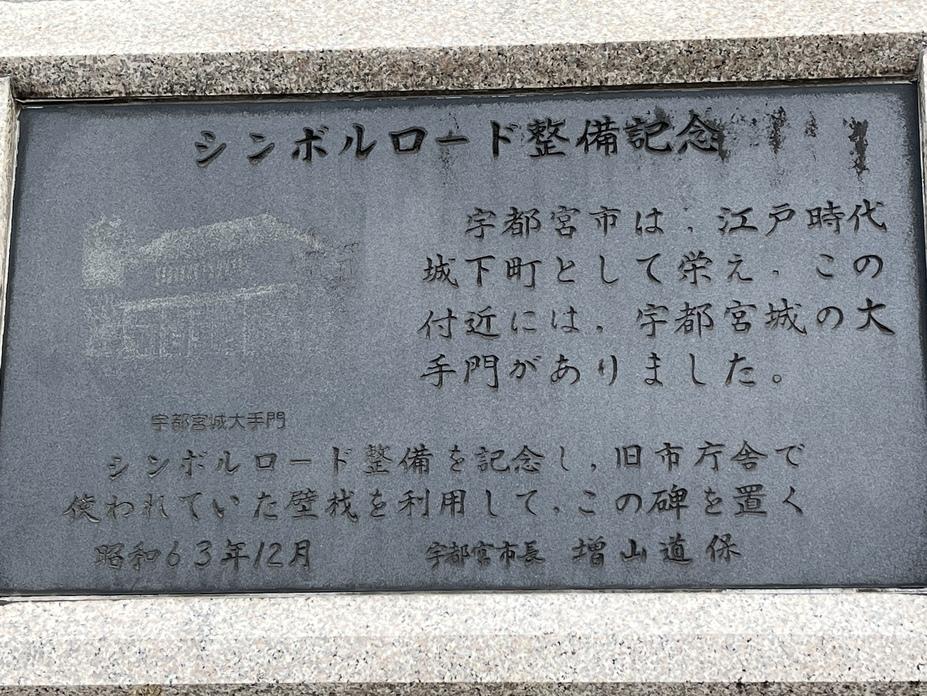 シンボルロード整備記念
宇都宮市は、江戸時代
城下町として栄え、この
付近には、宇都宮城の大
手門がありました。
宇都宮城大手門
シンボルロード整備を記念し、旧市庁舎で
使われていた壁材を利用して、この碑を置く
昭和63年12月　宇都宮市長 増山道保